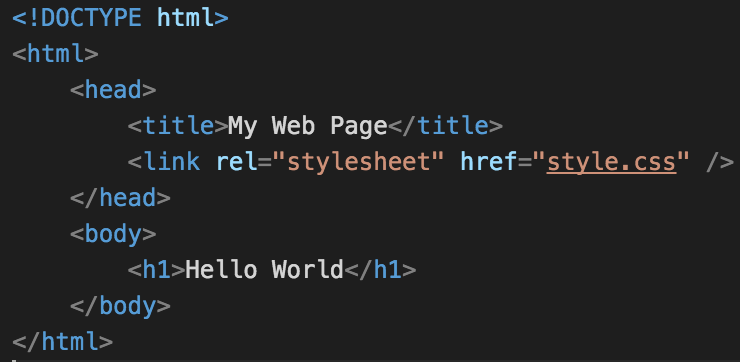 <!DOCTYPE html>
<html>
    <head>
        <title>My Web Page</title>
        <link rel="stylesheet" href="style.css" />
    </head>
    <body>
        <h1>Hello World</h1>
    </body>
</html>